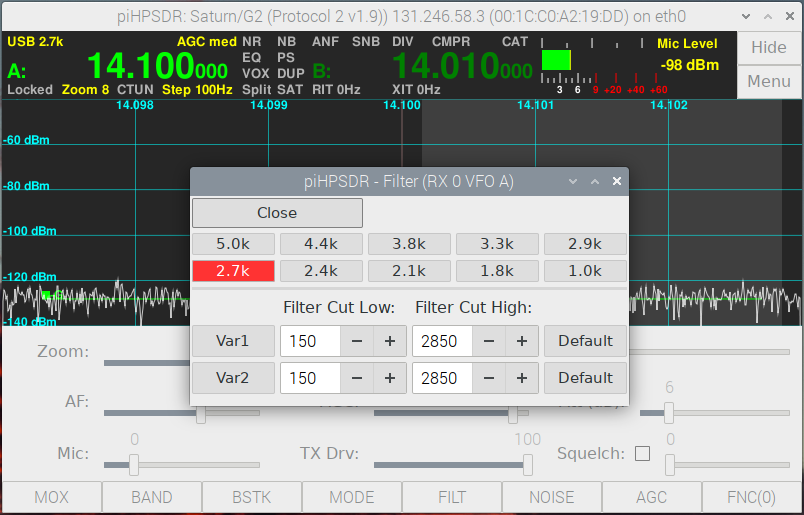 piHPSDR: Saturn/G2 (Protocol 2 v1.9)) 131.246.58.3 (00:1C:C0:A2:19:DD) on eth0
USB 2.7k AGC med NR NB ANF SNB DIV CMPR CAT Mic Level Hide
A: 14.100000 EQ PS B: 14.010000 -98 dBm
VOX DUP Menu
Locked Zoom 8 CTUN Step 100Hz Split SAT RIT 0Hz XIT 0Hz 3 6 9 +20 +40 +60
14.098 14.099 14.100 14.101 14.102
-60 dBm
-80 dBm
-100 dBm
-120 dBm
-140 dBm
piHPSDR - Filter (RX 0 VFO A)
Close
5.0k 4.4k 3.8k 3.3k 2.9k
2.7k 2.4k 2.1k 1.8k 1.0k
Filter Cut Low: Filter Cut High:
Var1 150 − + 2850 − + Default
Var2 150 − + 2850 − + Default
Zoom:
AF: 6
Mic: 0 TX Drv: 100 Squelch: 0
MOX BAND BSTK MODE FILT NOISE AGC FNC(0)